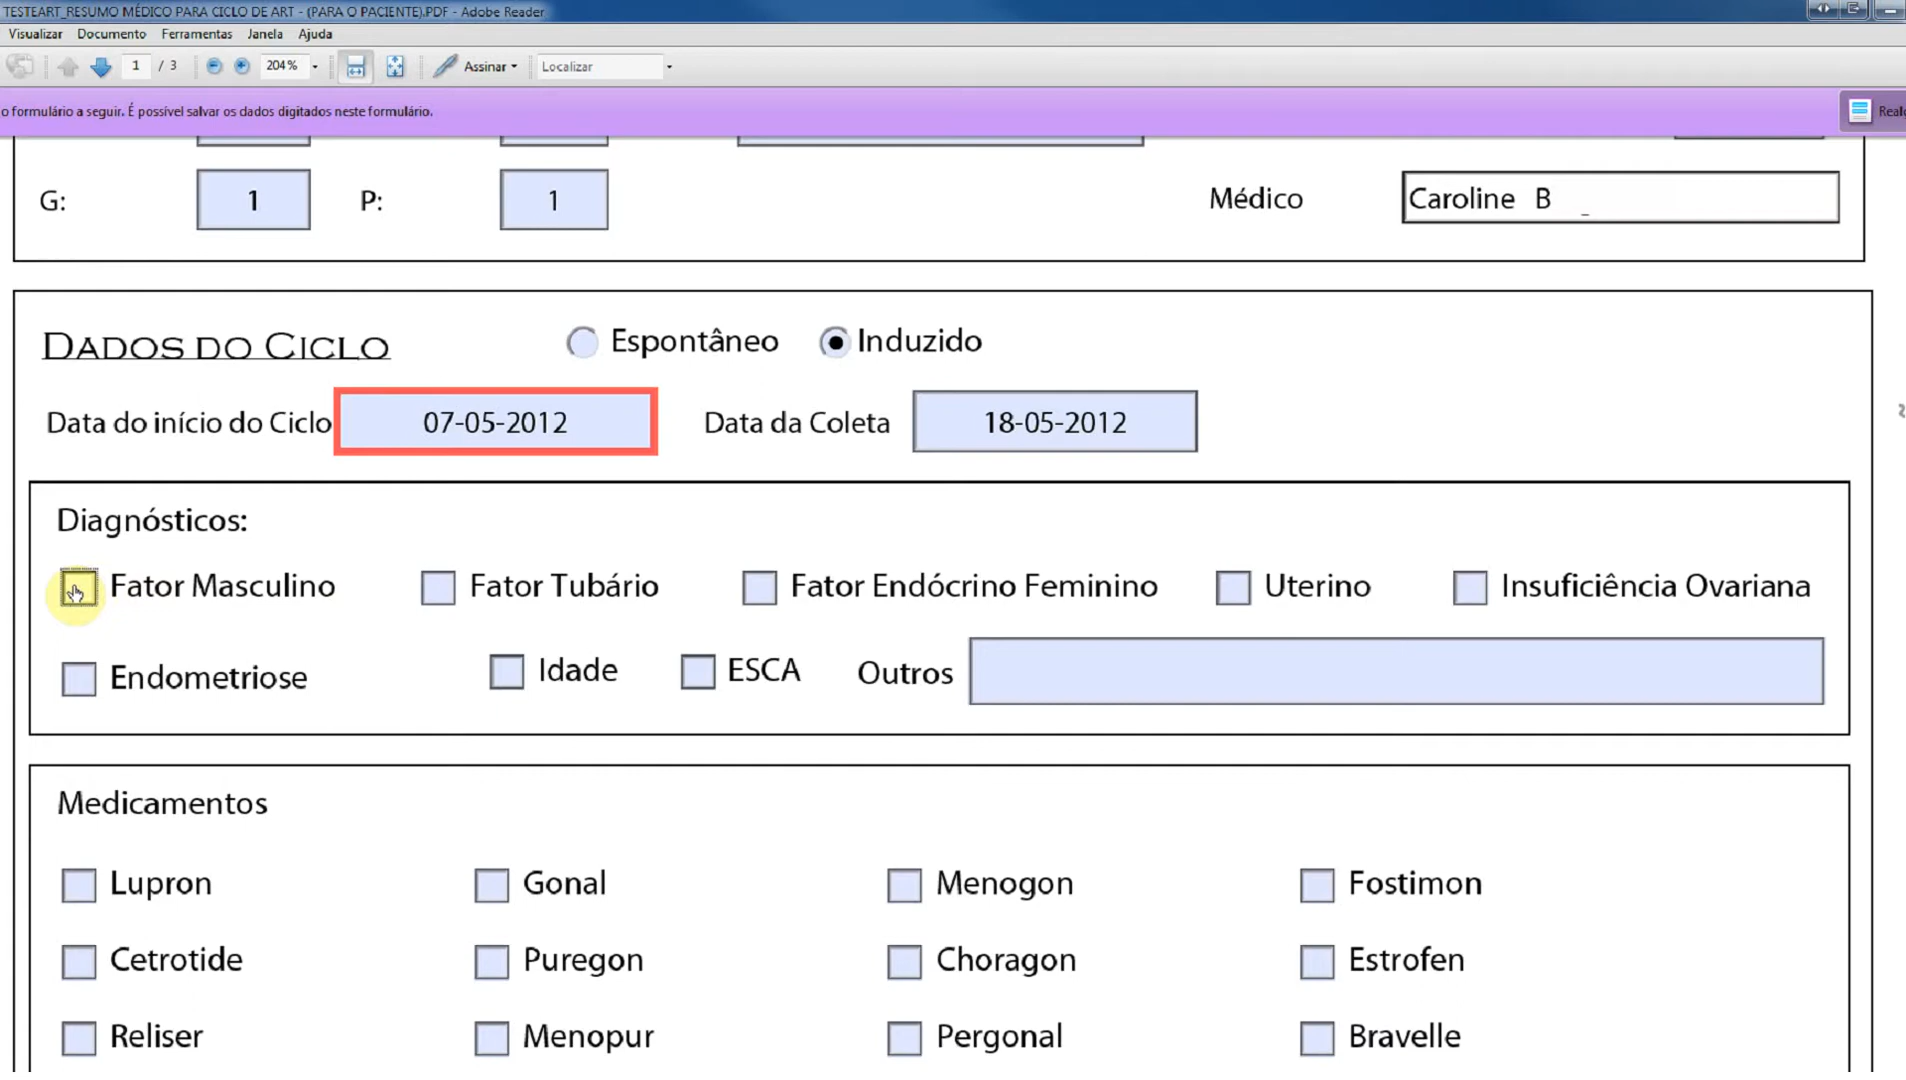 TESTEART_RESUMO MÉDICO PARA CICLO DE ART - (PARA O PACIENTE).PDF - Adobe Reader
Visualizar Documento Ferramentas Janela Ajuda
1 / 3 204% Assinar Localizar
o formulário a seguir. É possível salvar os dados digitados neste formulário.
G: 1 P: 1 Médico Caroline B _
DADOS DO CICLO Espontâneo Induzido
Data do início do Ciclo 07-05-2012 Data da Coleta 18-05-2012
Diagnósticos:
Fator Masculino Fator Tubário Fator Endócrino Feminino Uterino Insuficiência Ovariana
Endometriose Idade ESCA Outros
Medicamentos
Lupron Gonal Menogon Fostimon
Cetrotide Puregon Choragon Estrofen
Reliser Menopur Pergonal Bravelle